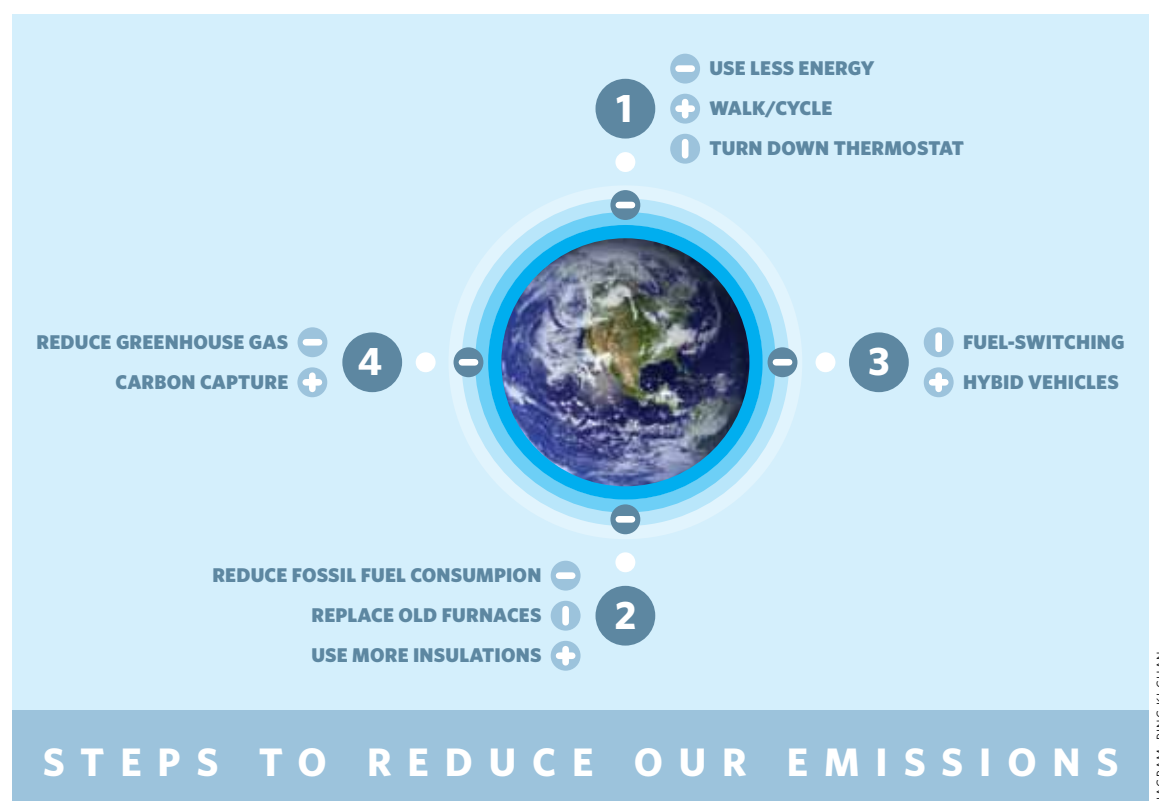 1
USE LESS ENERGY
WALK/CYCLE
TURN DOWN THERMOSTAT
REDUCE GREENHOUSE GAS
CARBON CAPTURE
4
3
FUEL-SWITCHING
HYBID VEHICLES
REDUCE FOSSIL FUEL CONSUMPION
REPLACE OLD FURNACES
USE MORE INSULATIONS
2
STEPS TO REDUCE OUR EMISSIONS